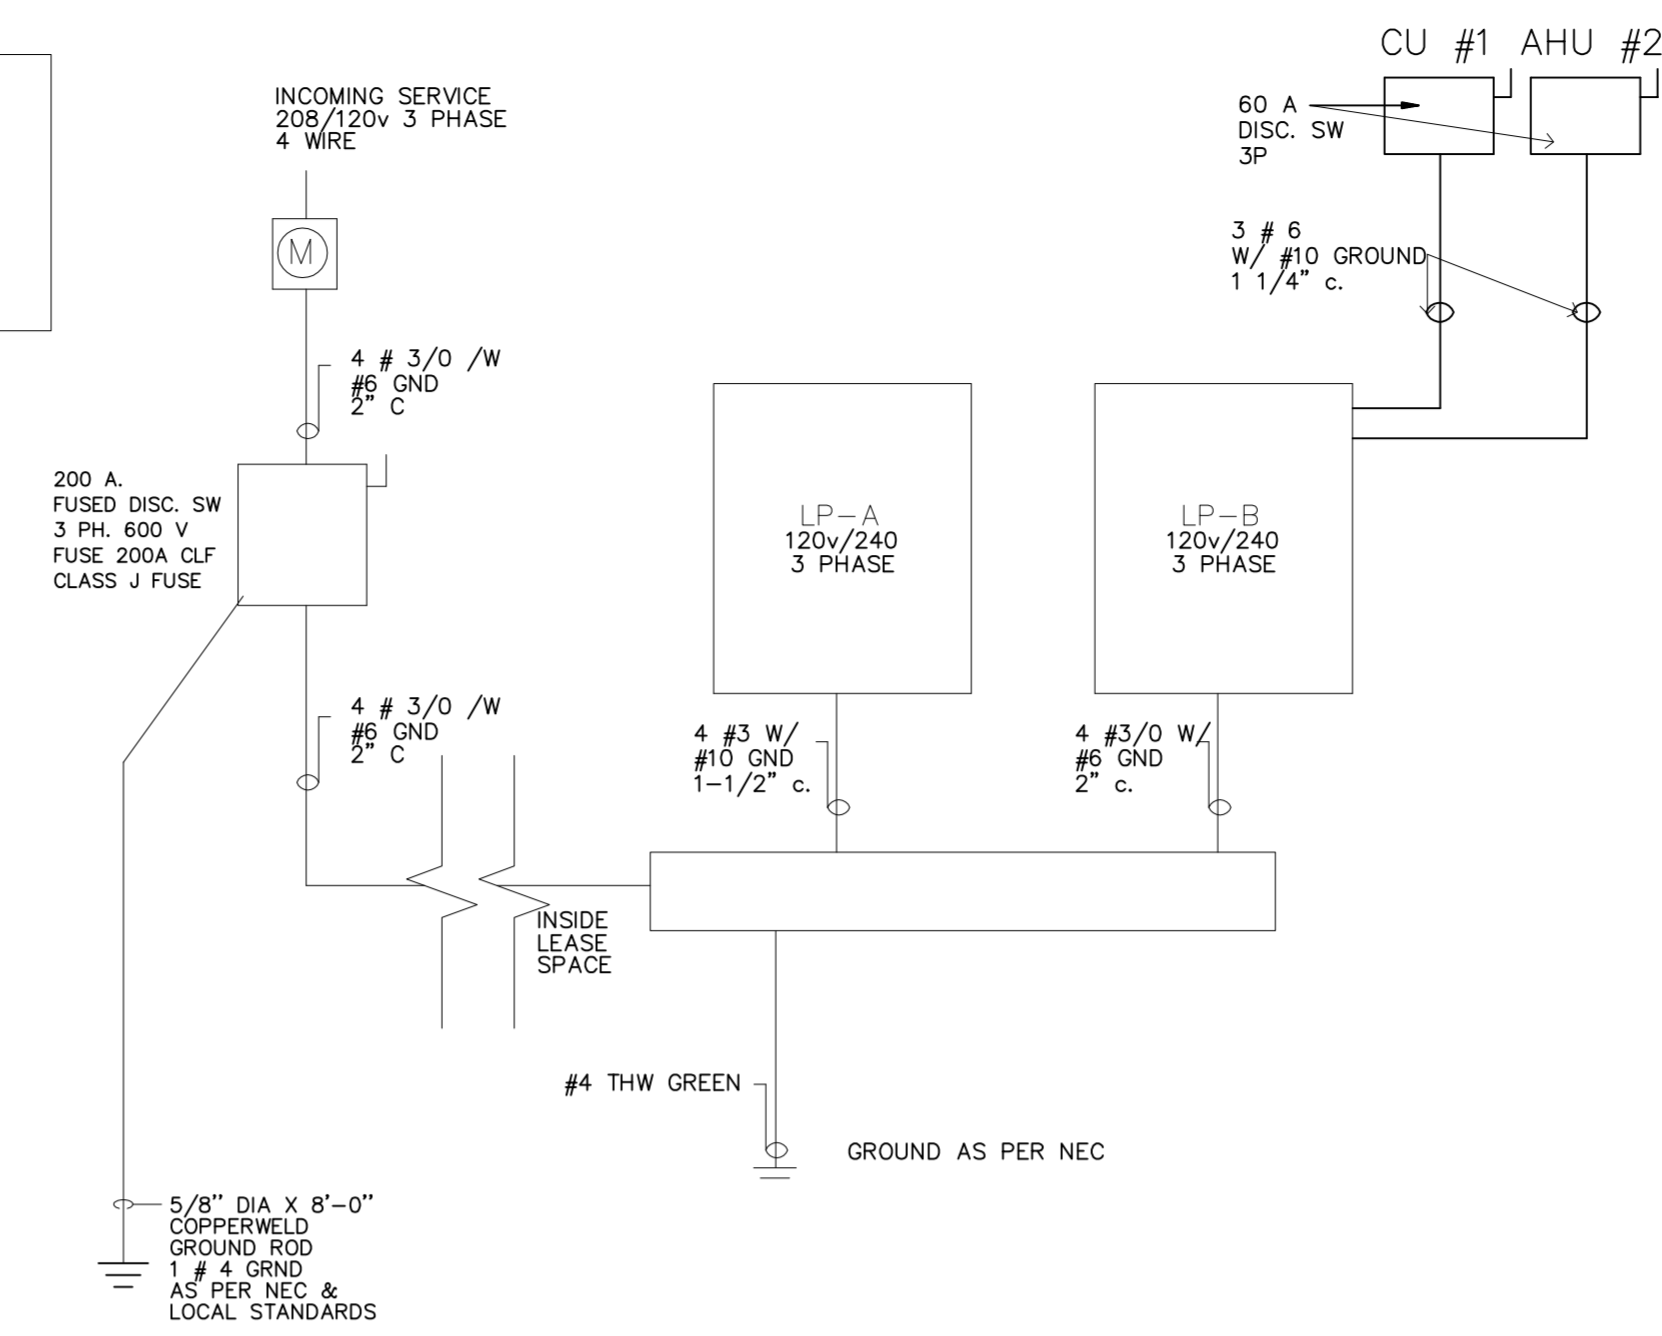 CU #1 AHU #2
INCOMING SERVICE
208/120v 3 PHASE
4 WIRE
60 A
DISC. SW
3P
M
3 # 6
W/ #10 GROUND
1 1/4" c.
4 # 3/0 /W
#6 GND
2" C
200 A.
FUSED DISC. SW
3 PH. 600 V
FUSE 200A CLF
CLASS J FUSE
LP-A
120v/240
3 PHASE
LP-B
120v/240
3 PHASE
4 # 3/0 /W
#6 GND
2" C
4 #3 W/
#10 GND
1-1/2" c.
4 #3/0 W/
#6 GND
2" c.
INSIDE
LEASE
SPACE
#4 THW GREEN
GROUND AS PER NEC
5/8" DIA X 8'-0"
COPPERWELD
GROUND ROD
1 # 4 GRND
AS PER NEC &
LOCAL STANDARDS